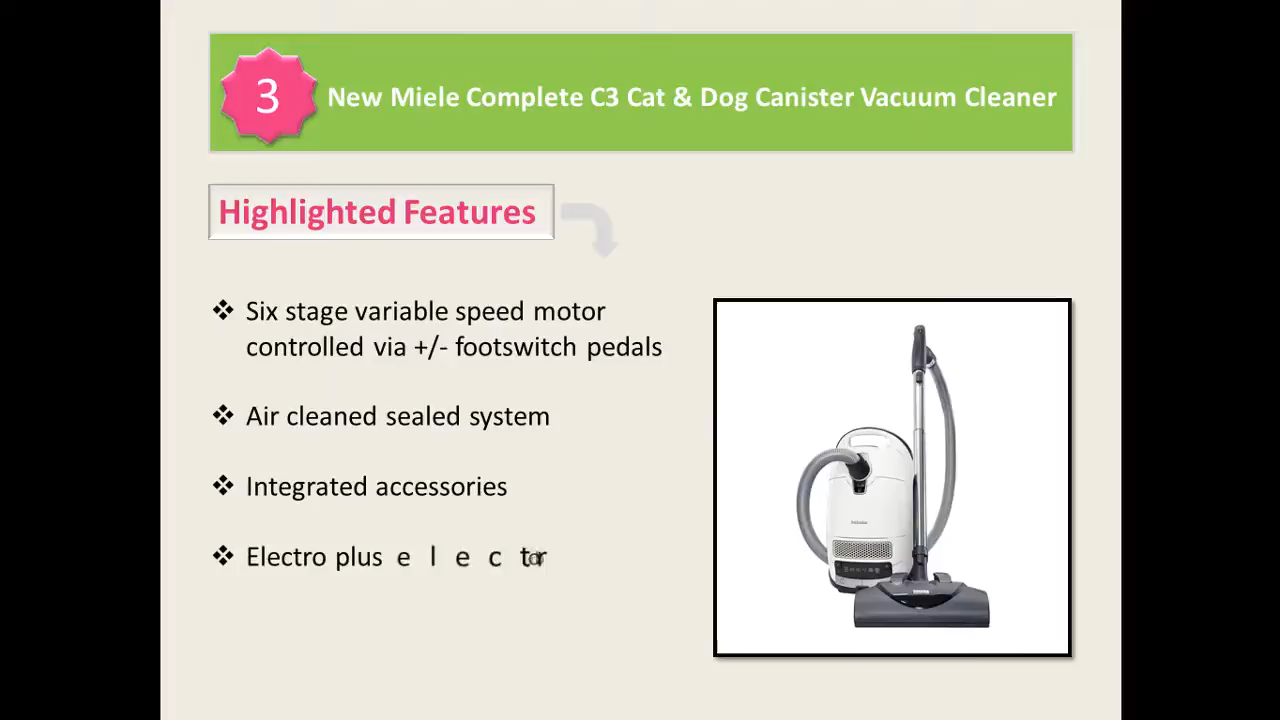 3
New Miele Complete C3 Cat & Dog Canister Vacuum Cleaner
Highlighted Features
❖ Six stage variable speed motor
controlled via +/- footswitch pedals
❖ Air cleaned sealed system
❖ Integrated accessories
❖ Electro plus e l e c t r